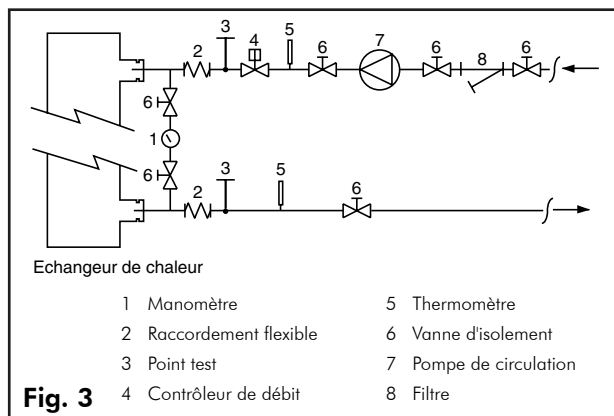 3 4 5 6 7 6 8 6
2
6
1
6
3 5 6
2
Echangeur de chaleur
1 Manomètre
2 Raccordement flexible
3 Point test
4 Contrôleur de débit
5 Thermomètre
6 Vanne d'isolement
7 Pompe de circulation
8 Filtre
Fig. 3